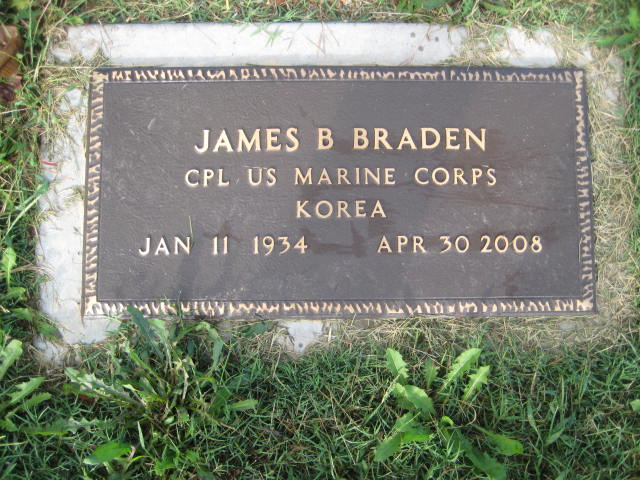 JAMES B BRADEN
CPL US MARINE CORPS
KOREA
JAN 11 1934 APR 30 2008